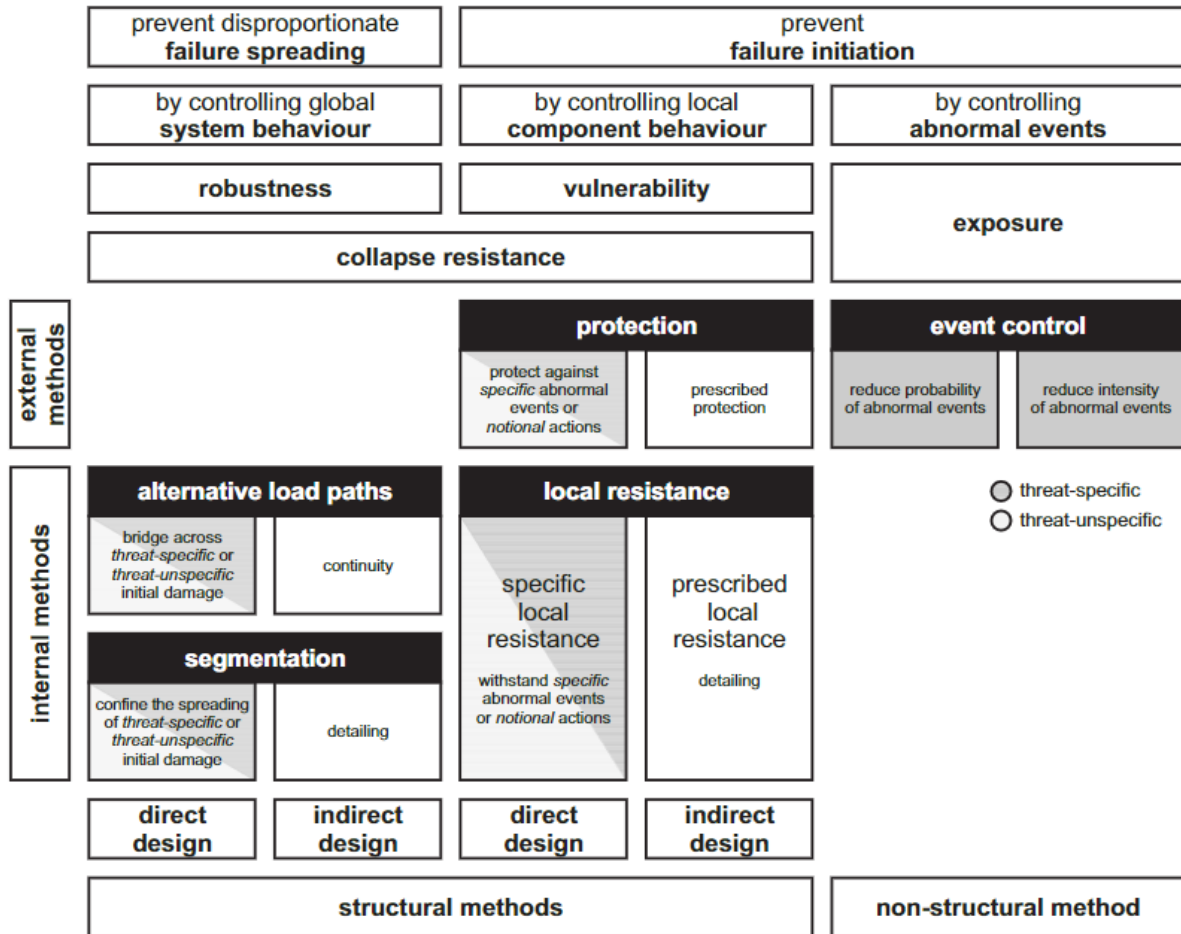 prevent disproportionate
failure spreading
prevent
failure initiation
by controlling global
system behaviour
by controlling local
component behaviour
by controlling
abnormal events
robustness
vulnerability
exposure
collapse resistance
external
methods
protection
protect against
specific abnormal
events or
notional actions
prescribed
protection
event control
reduce probability
of abnormal events
reduce intensity
of abnormal events
internal methods
alternative load paths
bridge across
threat-specific or
threat-unspecific
initial damage
continuity
segmentation
confine the spreading
of threat-specific or
threat-unspecific
initial damage
detailing
local resistance
specific
local
resistance
withstand specific
abnormal events
or notional actions
prescribed
local
resistance
detailing
threat-specific
threat-unspecific
direct
design
indirect
design
direct
design
indirect
design
structural methods
non-structural method